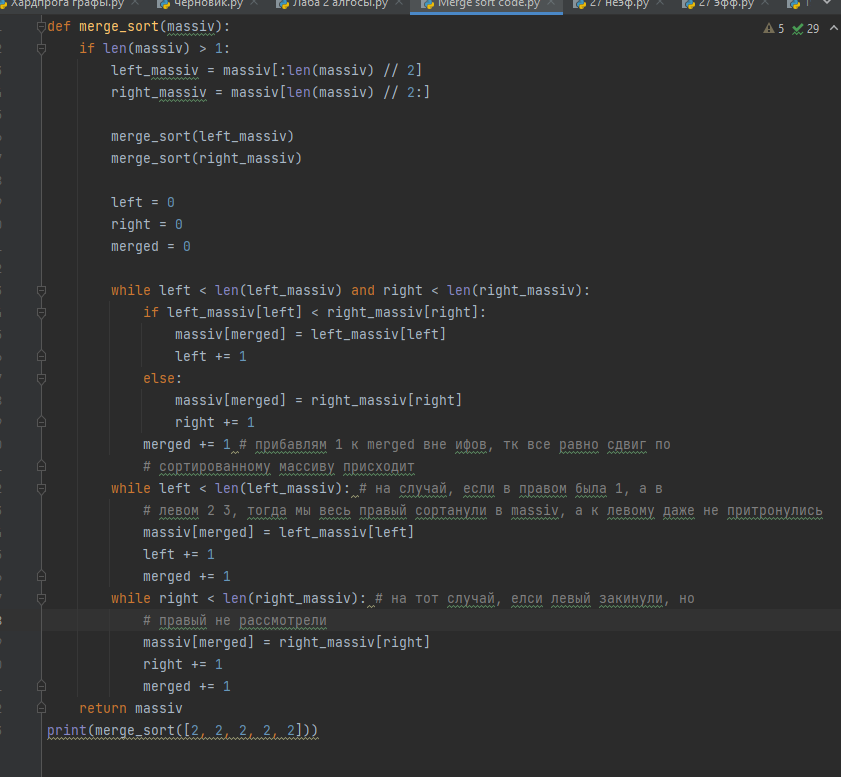 Хардпрога графы.py черновик.py Лаба 2 алгосы.py Merge sort code.py 27 неэф.py 27 эфф.py
5 29
def merge_sort(massiv):
if len(massiv) > 1:
left_massiv = massiv[:len(massiv) // 2]
right_massiv = massiv[len(massiv) // 2:]
merge_sort(left_massiv)
merge_sort(right_massiv)
left = 0
right = 0
merged = 0
while left < len(left_massiv) and right < len(right_massiv):
if left_massiv[left] < right_massiv[right]:
massiv[merged] = left_massiv[left]
left += 1
else:
massiv[merged] = right_massiv[right]
right += 1
merged += 1 # прибавлям 1 к merged вне ифов, тк все равно сдвиг по
# сортированному массиву присходит
while left < len(left_massiv): # на случай, если в правом была 1, а в
# левом 2 3, тогда мы весь правый сортанули в massiv, а к левому даже не притронулись
massiv[merged] = left_massiv[left]
left += 1
merged += 1
while right < len(right_massiv): # на тот случай, елси левый закинули, но
# правый не рассмотрели
massiv[merged] = right_massiv[right]
right += 1
merged += 1
return massiv
print(merge_sort([2, 2, 2, 2, 2]))